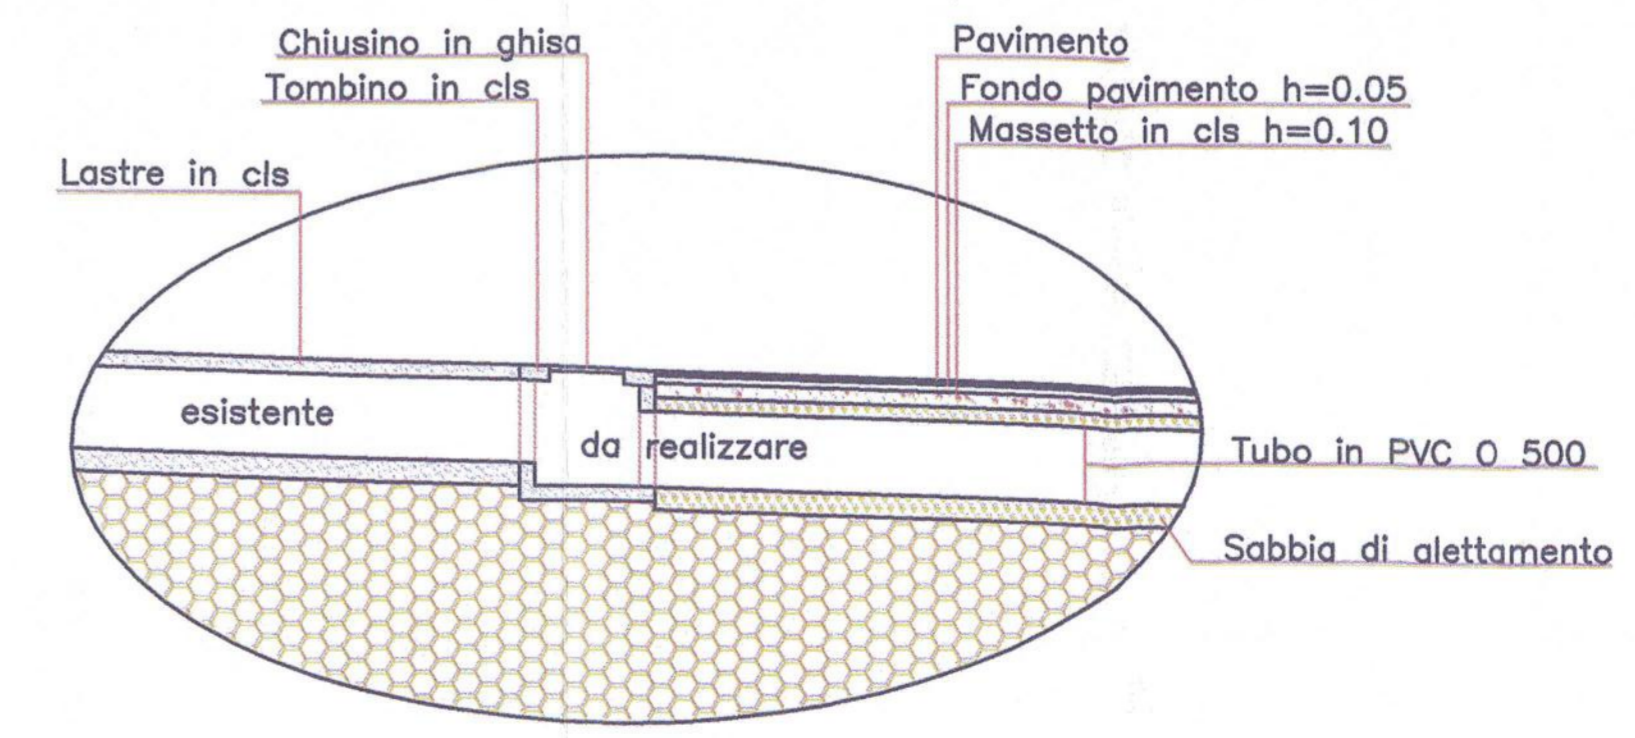 Chiusino in ghisa
Tombino in cls
Lastre in cls
Pavimento
Fondo pavimento h=0.05
Massetto in cls h=0.10
esistente
da realizzare
Tubo in PVC O 500
Sabbia di alettamento